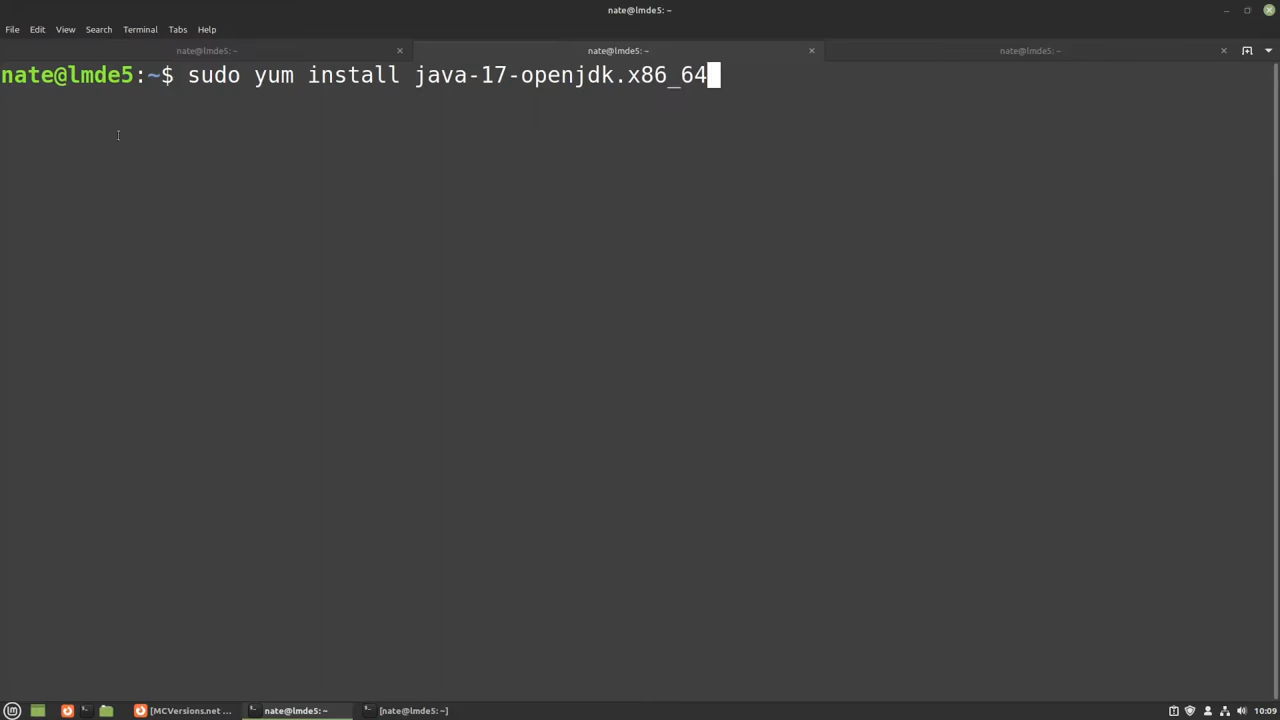 nate@lmde5: ~
File Edit View Search Terminal Tabs Help
nate@lmde5: ~ nate@lmde5: ~ nate@lmde5: ~
nate@lmde5:~$ sudo yum install java-17-openjdk.x86_64
[MCVersions.net ... nate@lmde5: ~ [nate@lmde5: ~] 10:09